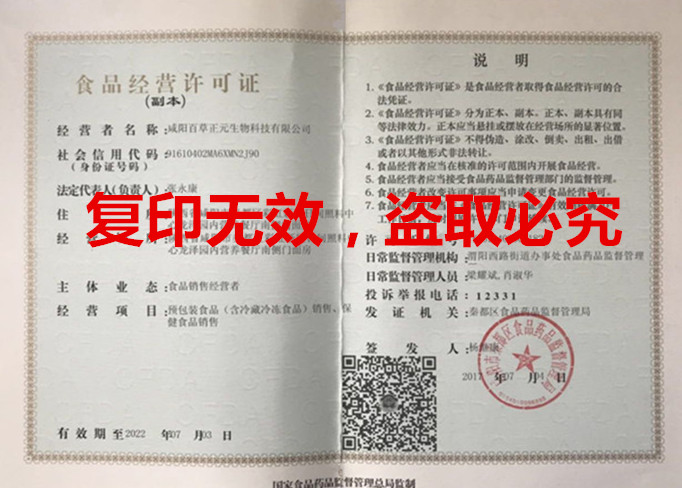 食品经营许可证
(副本)
经营者名称:咸阳百草正元生物科技有限公司
社会信用代码:91610402MA6XMN2J90
(身份证号码)
法定代表人(负责人):张永康
住
所
经
心龙泽园内营养餐厅南侧门面房
主体业态:食品销售经营者
经营项目:预包装食品(含冷藏冷冻食品)销售、保
健食品销售
有效期至2022年07月03日
说明
1.《食品经营许可证》是食品经营者取得食品经营许可的合
法凭证。
2.《食品经营许可证》分为正本、副本。正本、副本具有同
等法律效力。正本应当悬挂或摆放在经营场所的显著位置。
3.《食品经营许可证》不得伪造、涂改、倒卖、出租、出借
或者以其他形式非法转让。
4.食品经营者应当在核准的许可范围内开展食品经营。
5.食品经营者应当接受食品药品监督管理部门的监督管理。
6.食品经营者改变许可事项应当申请变更食品经营许可。
7.
复印无效，盗取必究
许
日常监督管理机构:渭阳西路街道办事处食品药品监督管理
日常监督管理人员:梁耀斌,肖淑华
投诉举报电话:12331
发证机关:秦都区食品药品监督管理局
签发人:
2017年07月04日
国家食品药品监督管理总局监制